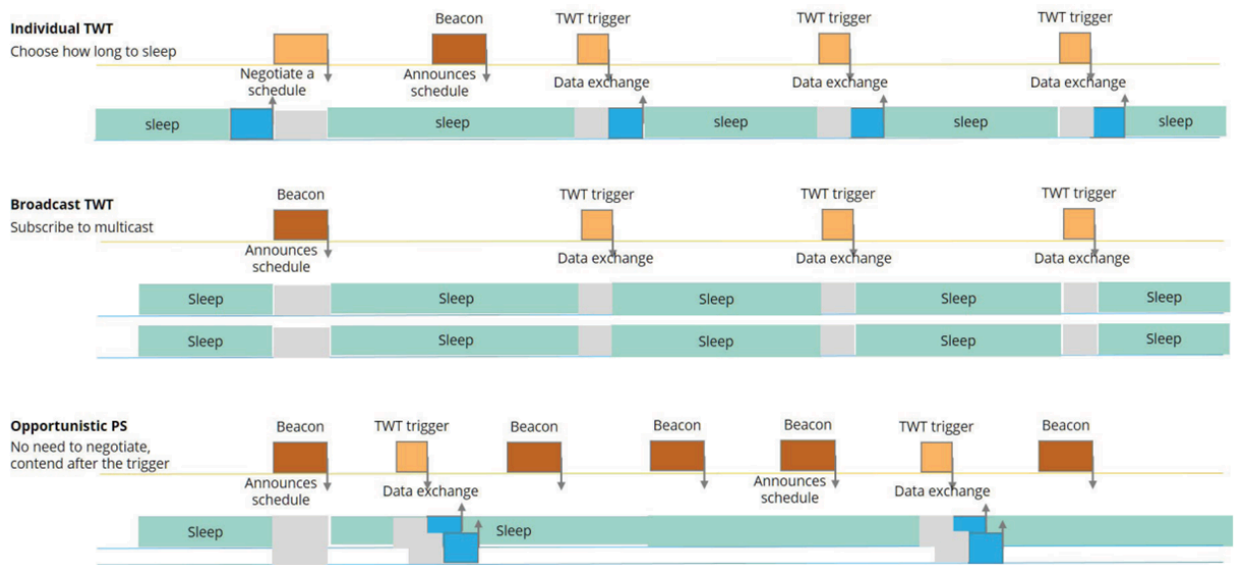 Individual TWT
Choose how long to sleep
Beacon
TWT trigger
TWT trigger
TWT trigger
Negotiate a
schedule
Announces
schedule
Data exchange
Data exchange
Data exchange
sleep
sleep
sleep
sleep
sleep
Broadcast TWT
Subscribe to multicast
Beacon
TWT trigger
TWT trigger
TWT trigger
Announces
schedule
Data exchange
Data exchange
Data exchange
Sleep
Sleep
Sleep
Sleep
Sleep
Sleep
Sleep
Sleep
Sleep
Sleep
Opportunistic PS
No need to negotiate,
contend after the trigger
Beacon
TWT trigger
Beacon
Beacon
Beacon
TWT trigger
Beacon
Announces
schedule
Data exchange
Announces
schedule
Data exchange
Sleep
Sleep